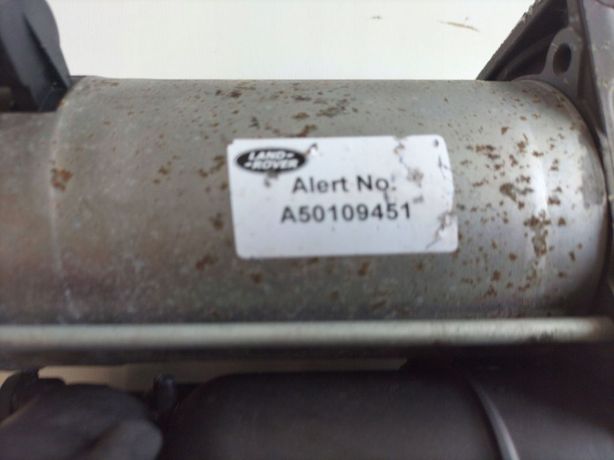 LAND
ROVER
Alert No:
A50109451